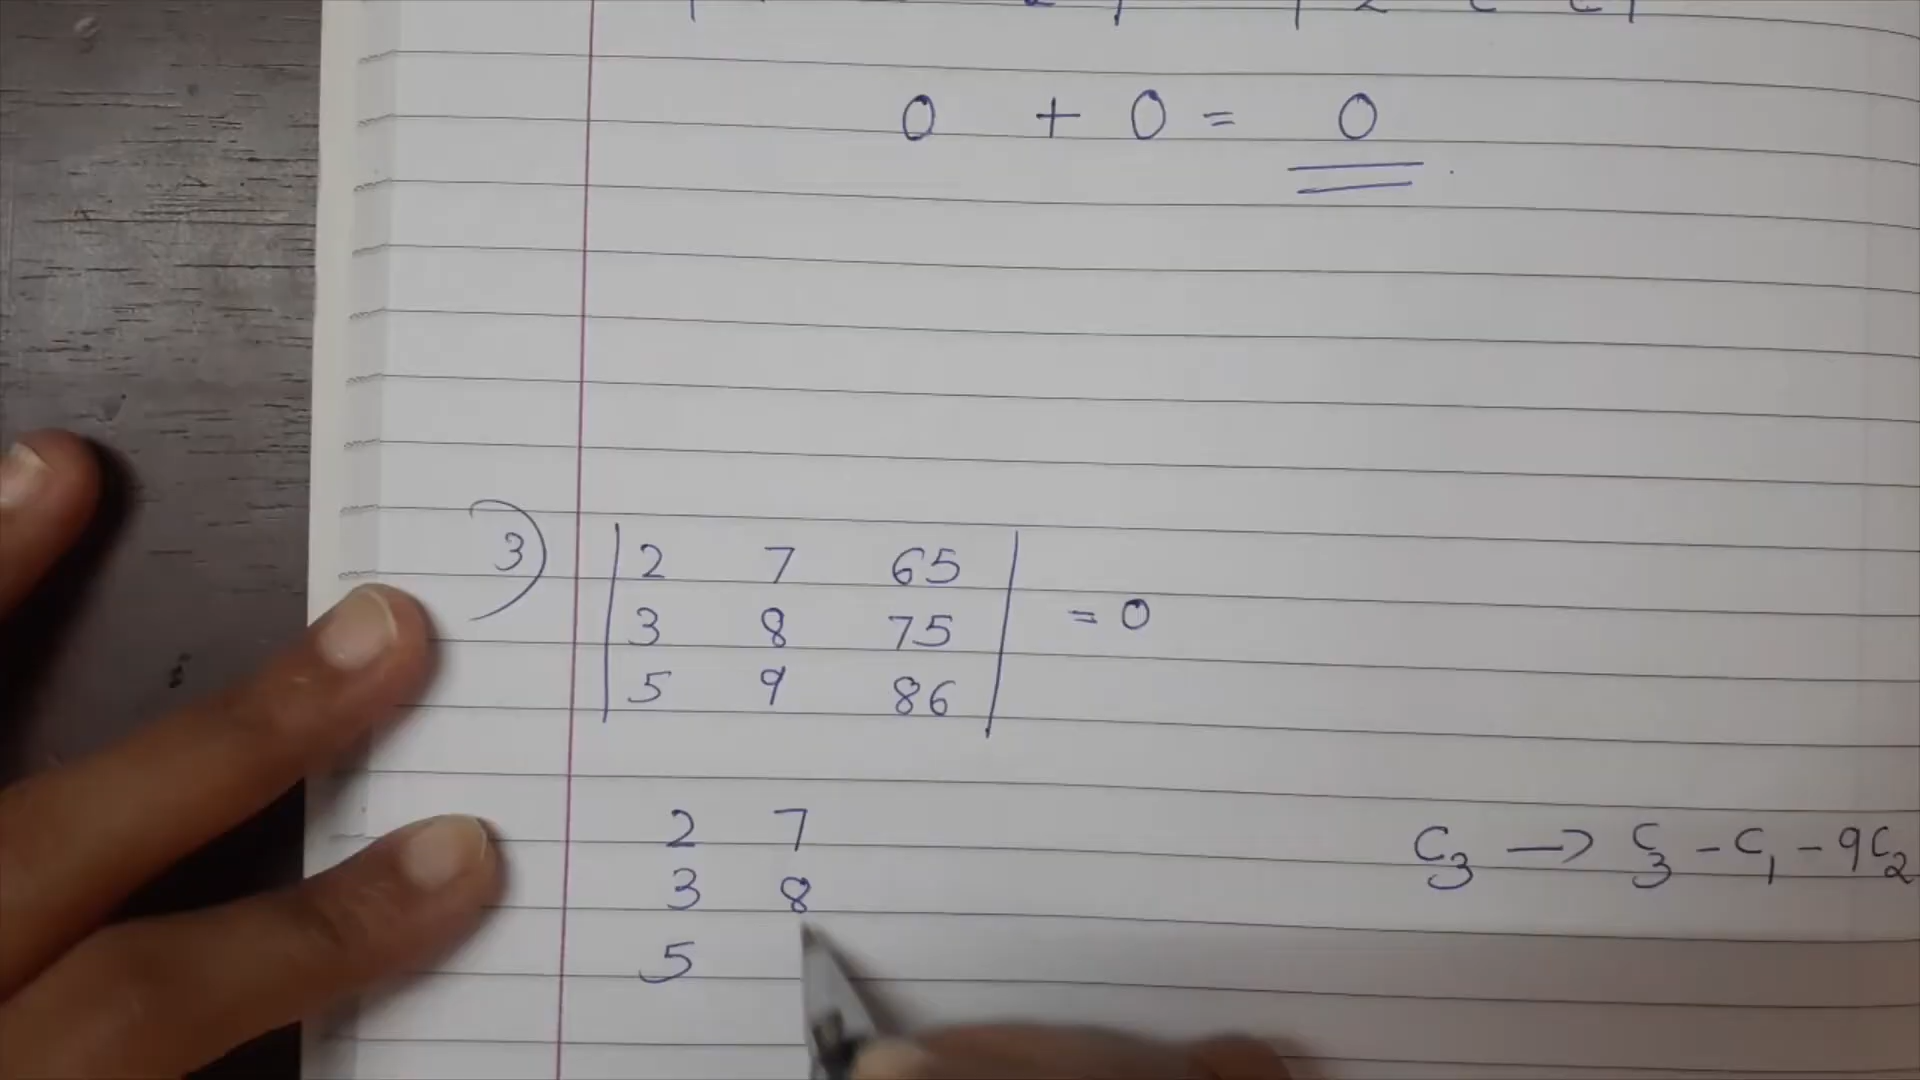 0 + 0 = 0
3) | 2 7 65 |
| 3 8 75 | = 0
| 5 9 86 |
2 7
3 8 C₃ → C₃ - C₁ - 9C₂
5